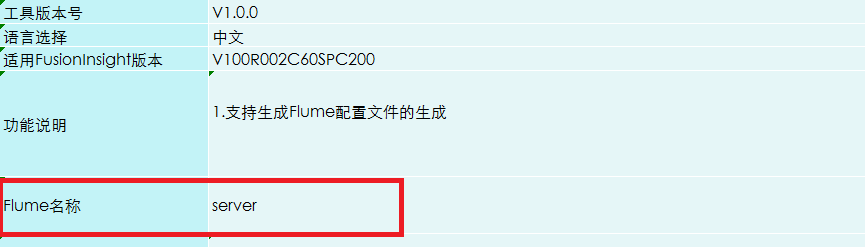 工具版本号 V1.0.0
语言选择 中文
适用FusionInsight版本 V100R002C60SPC200
功能说明 1.支持生成Flume配置文件的生成
Flume名称 server